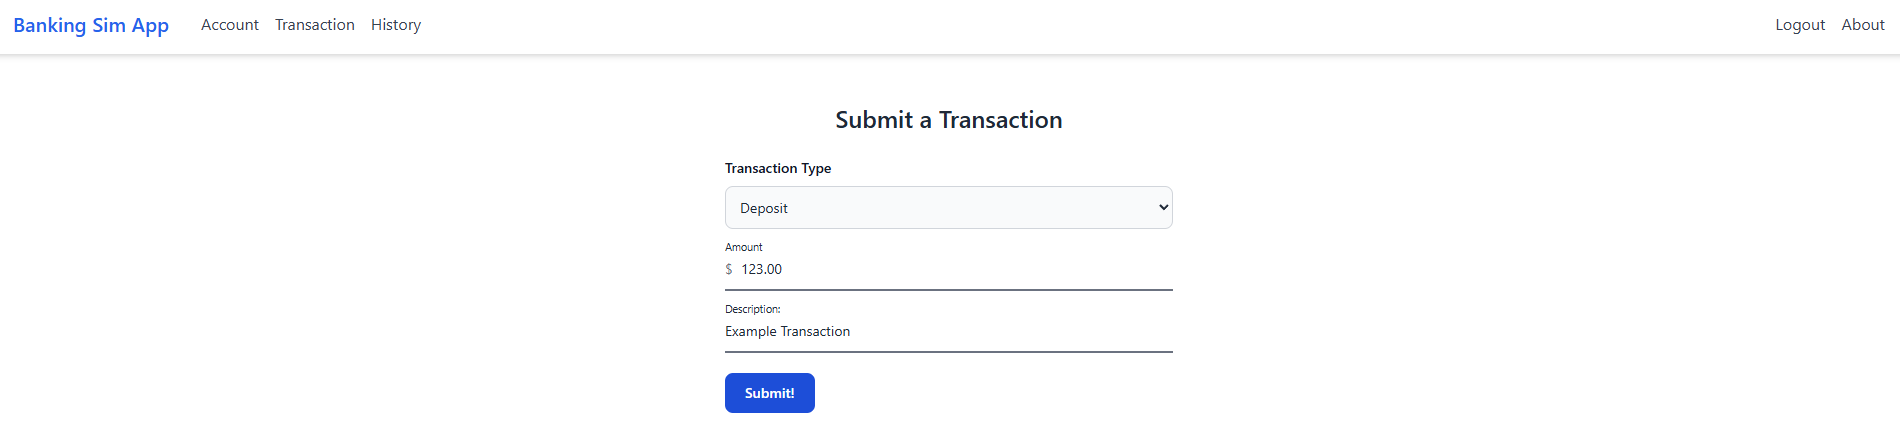 Banking Sim App Account Transaction History Logout About
Submit a Transaction
Transaction Type
Deposit
Amount
$ 123.00
Description:
Example Transaction
Submit!